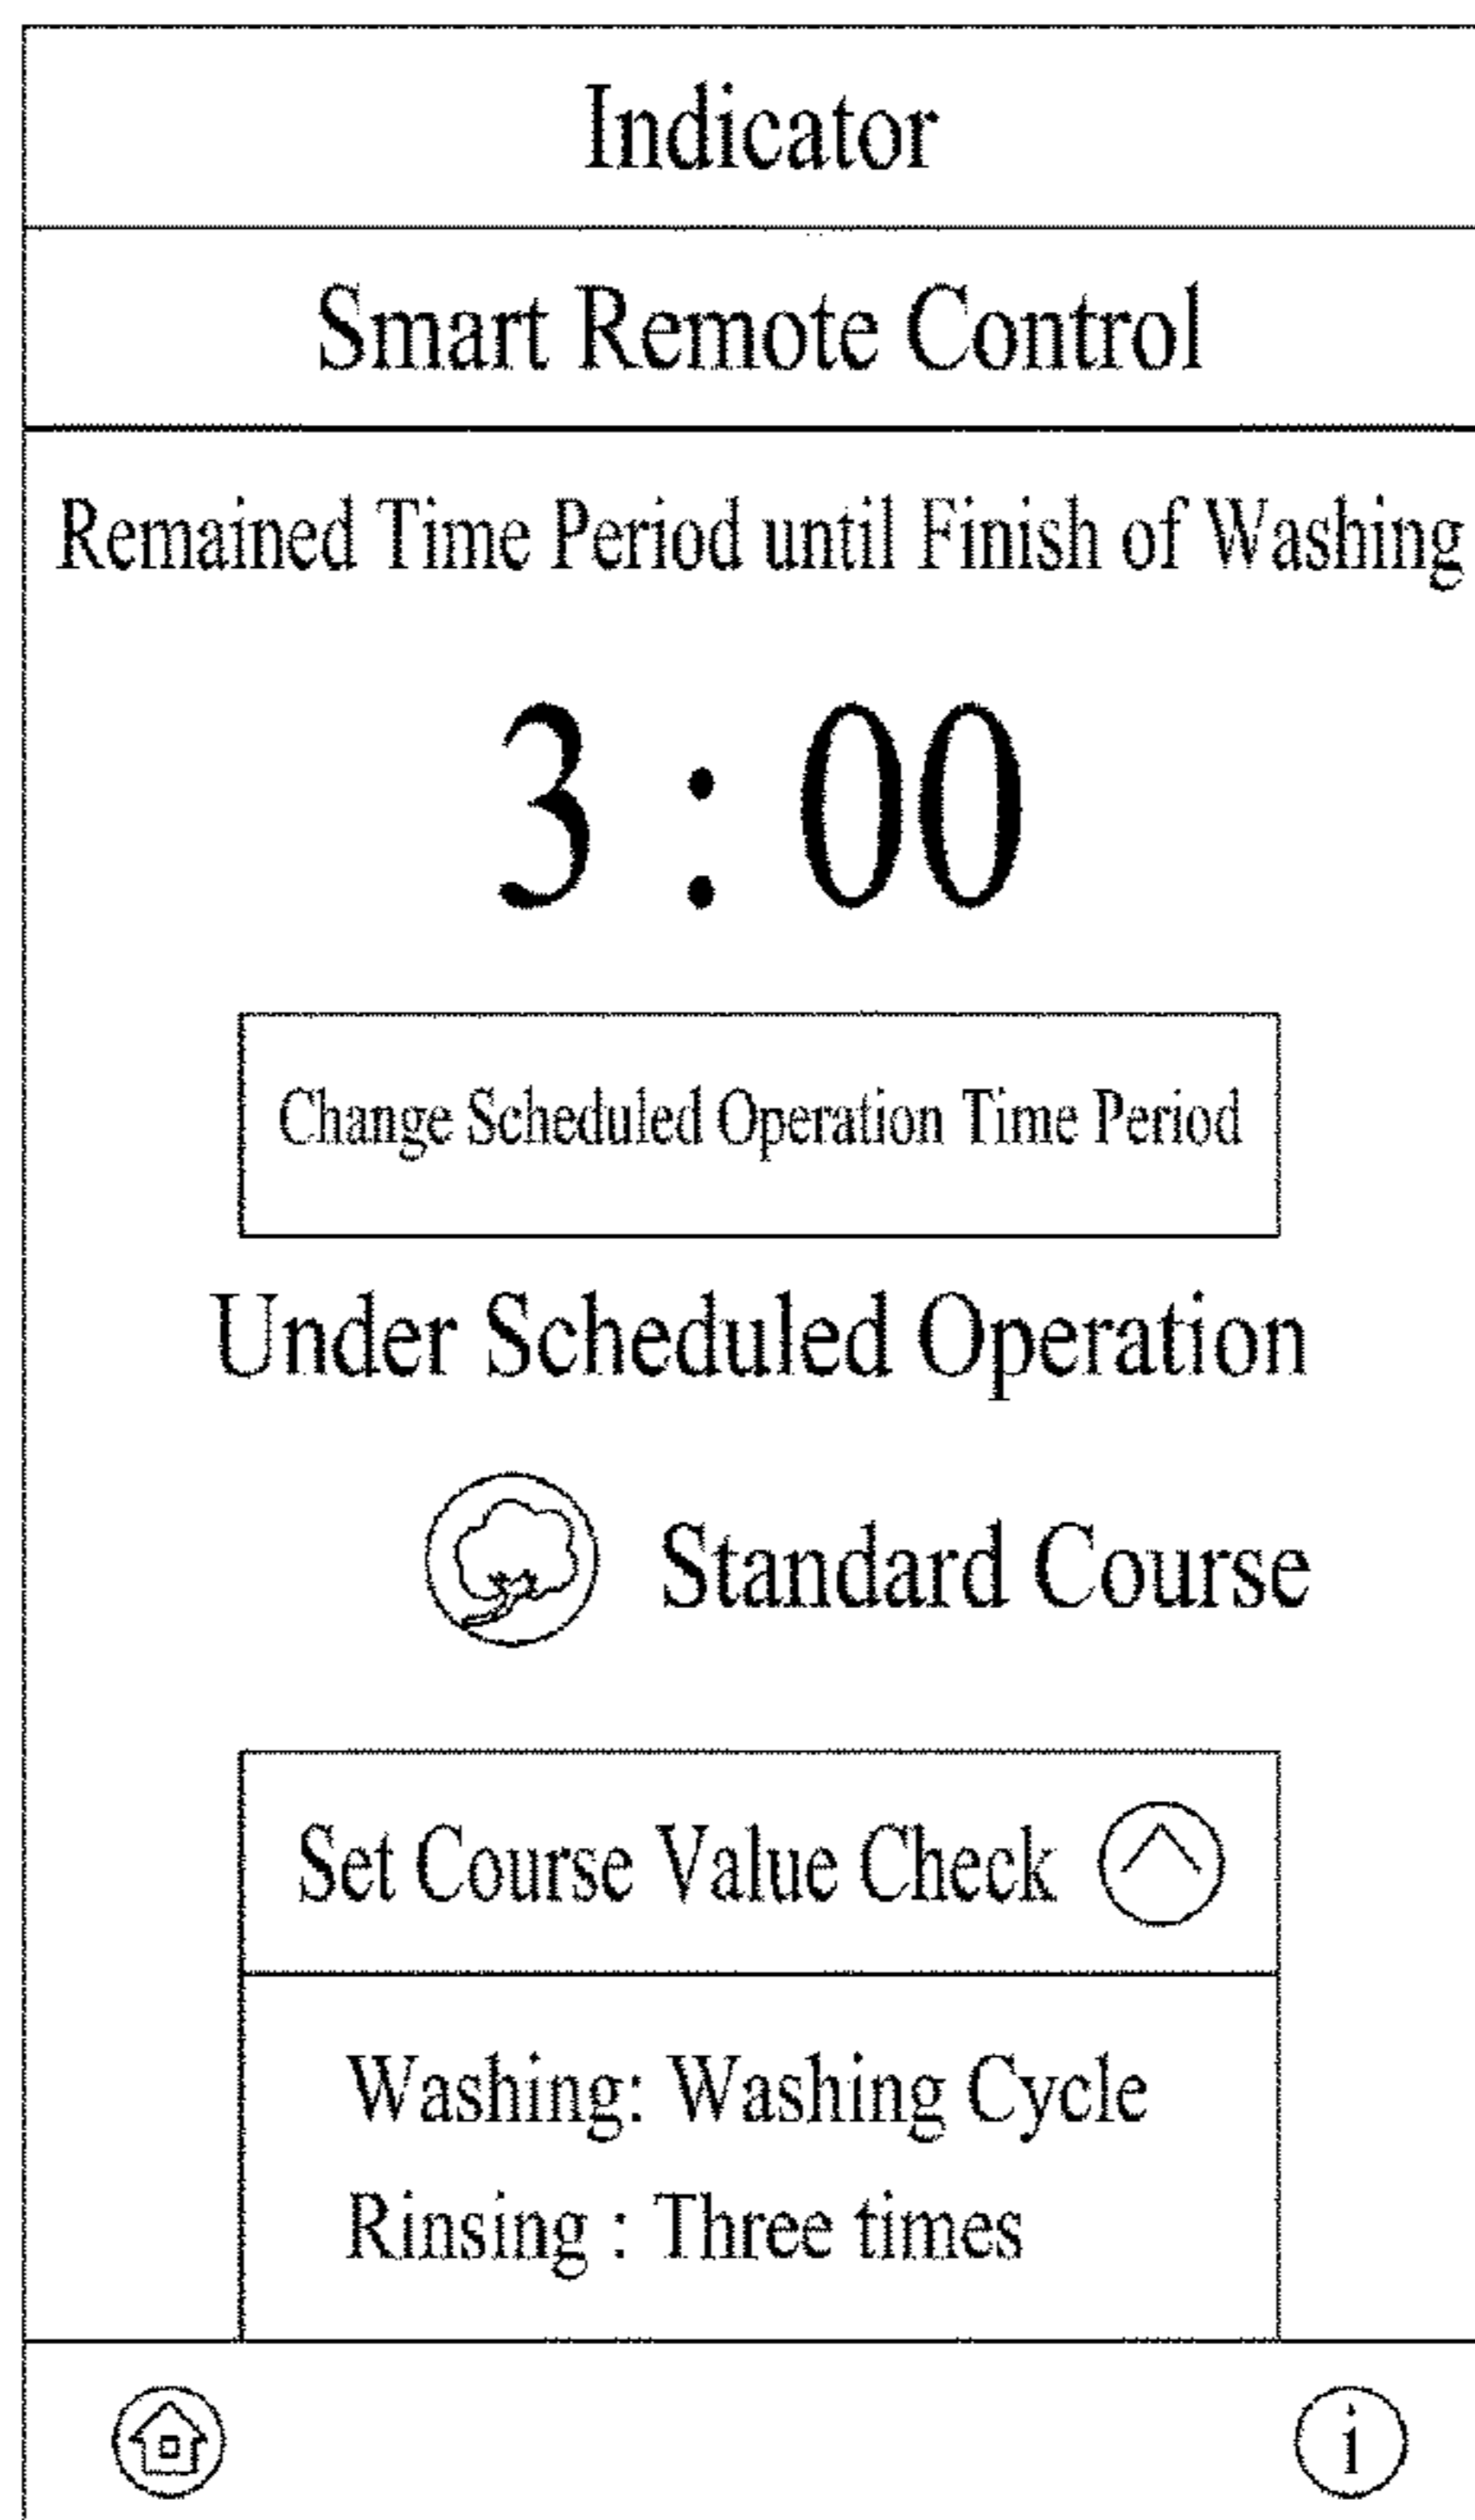 Indicator
Smart Remote Control
Remained Time Period until Finish of Washing
3 : 00
Change Scheduled Operation Time Period
Under Scheduled Operation
Standard Course
Set Course Value Check
Washing: Washing Cycle
Rinsing : Three times
i